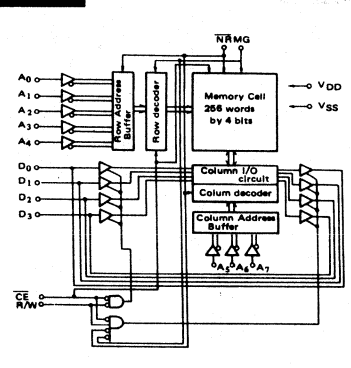 NRMG
A0
A1
A2
A3
A4
Row Address
Buffer
Row decoder
Memory Cell
256 words
by 4 bits
VDD
VSS
D0
D1
D2
D3
Column I/O
circuit
Colum decoder
Column Address
Buffer
A5 A6 A7
CE
R/W